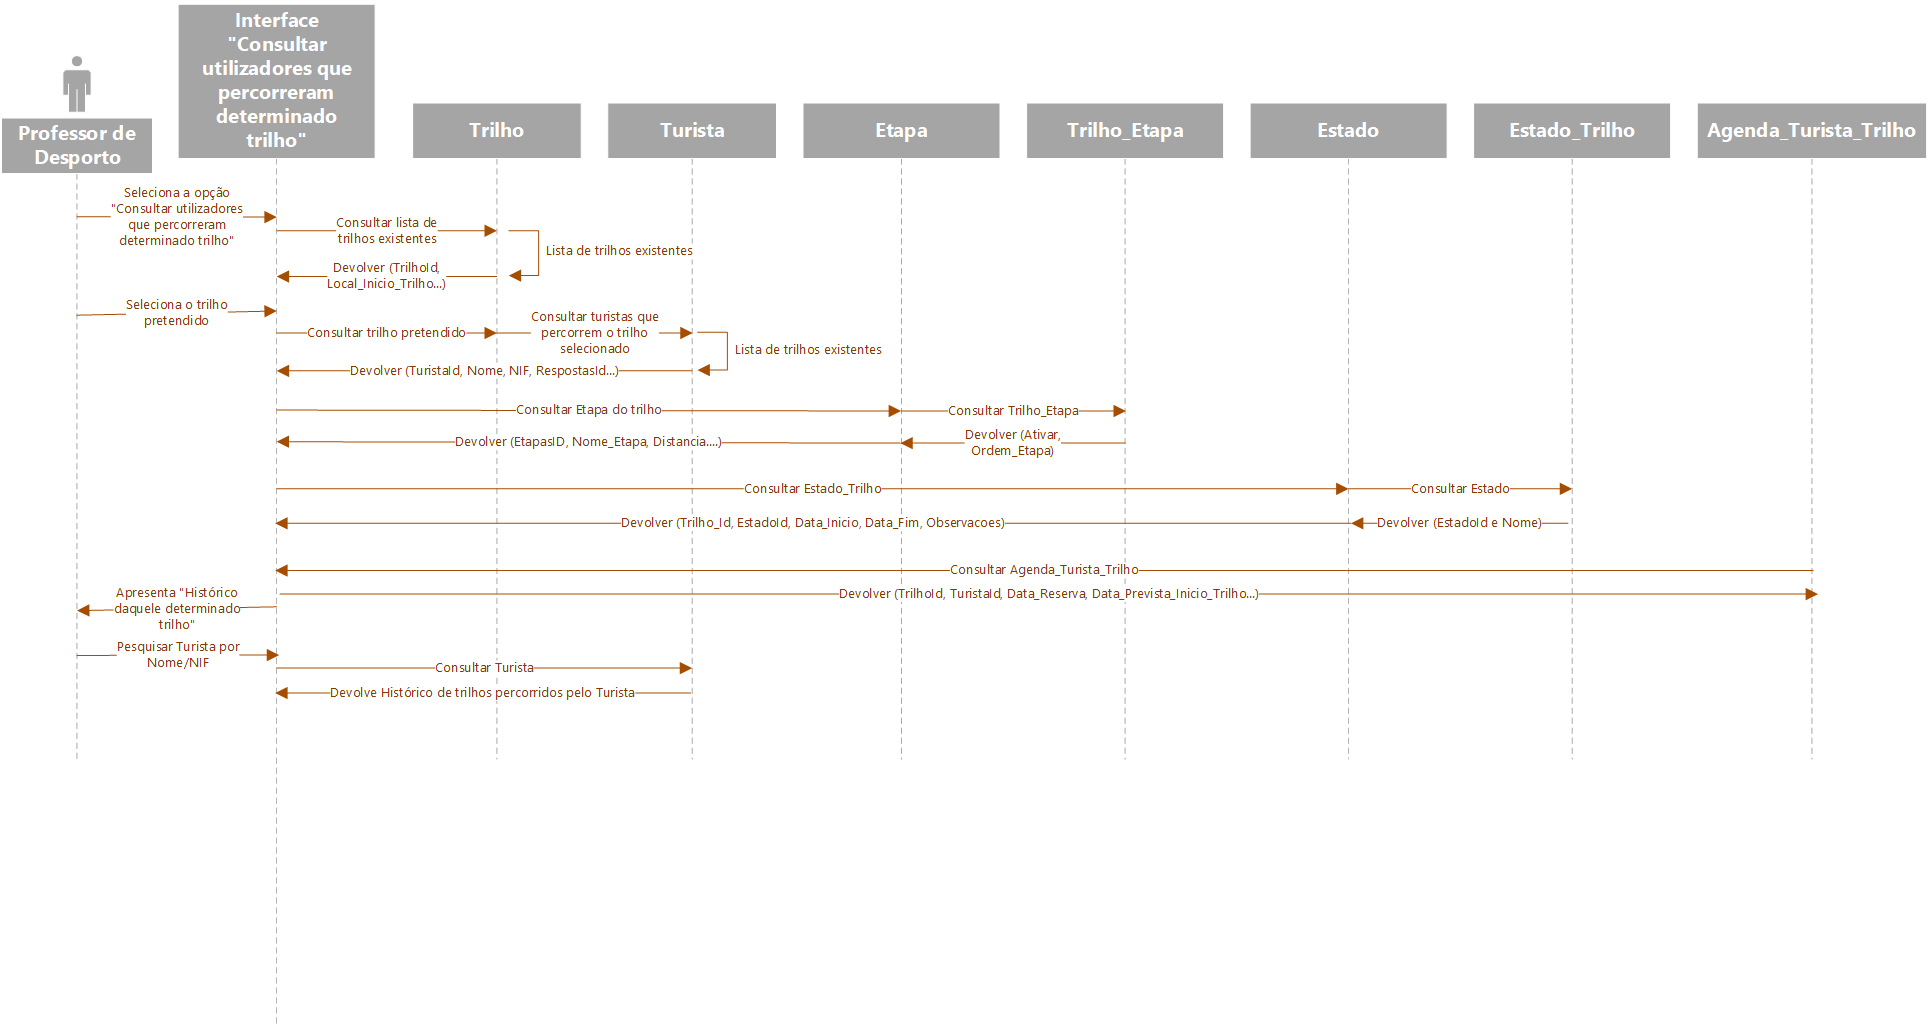 Interface
"Consultar
utilizadores que
percorreram
determinado
trilho"
Professor de
Desporto
Trilho
Turista
Etapa
Trilho_Etapa
Estado
Estado_Trilho
Agenda_Turista_Trilho
Seleciona a opção
"Consultar utilizadores
que percorreram
determinado trilho"
Consultar lista de
trilhos existentes
Lista de trilhos existentes
Devolver (TrilhoId,
Local_Inicio_Trilho...)
Seleciona o trilho
pretendido
Consultar trilho pretendido
Consultar turistas que
percorrem o trilho
selecionado
Lista de trilhos existentes
Devolver (TuristaId, Nome, NIF, RespostasId...)
Consultar Etapa do trilho
Consultar Trilho_Etapa
Devolver (EtapasID, Nome_Etapa, Distancia....)
Devolver (Ativar,
Ordem_Etapa)
Consultar Estado_Trilho
Consultar Estado
Devolver (Trilho_Id, EstadoId, Data_Inicio, Data_Fim, Observacoes)
Devolver (EstadoId e Nome)
Consultar Agenda_Turista_Trilho
Apresenta "Histórico
daquele determinado
trilho"
Devolver (TrilhoId, TuristaId, Data_Reserva, Data_Prevista_Inicio_Trilho...)
Pesquisar Turista por
Nome/NIF
Consultar Turista
Devolve Histórico de trilhos percorridos pelo Turista